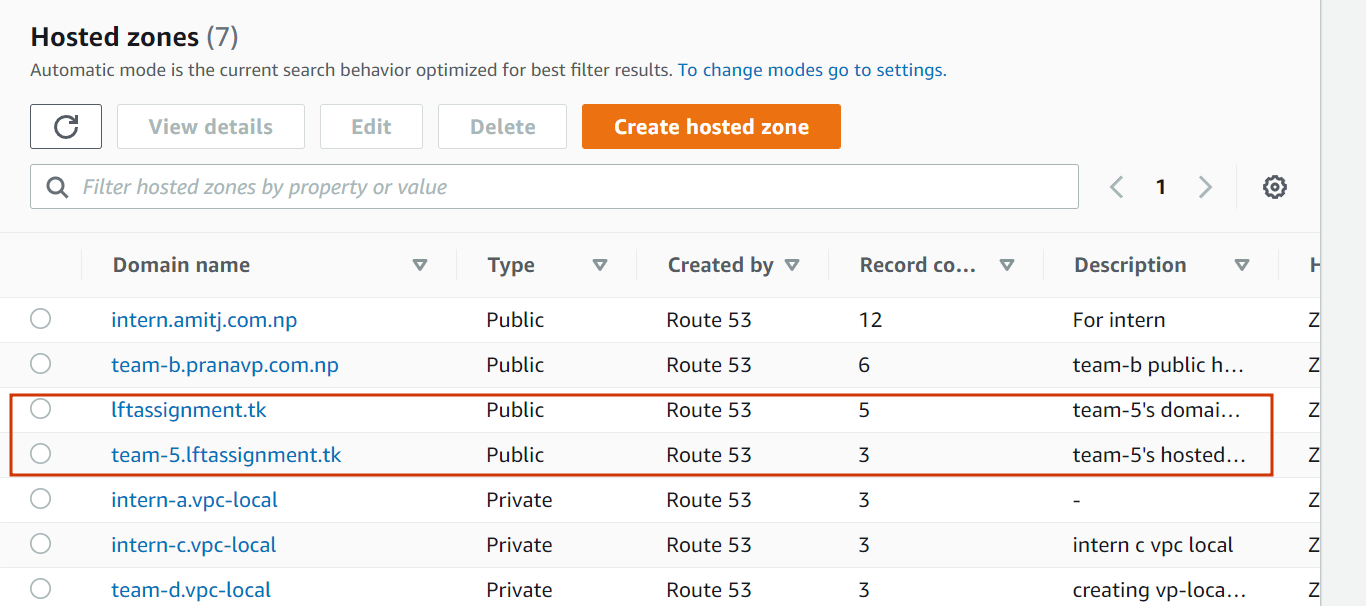 Hosted zones (7)
Automatic mode is the current search behavior optimized for best filter results. To change modes go to settings.
View details Edit Delete Create hosted zone
Filter hosted zones by property or value 1
Domain name Type Created by Record co... Description H
intern.amitj.com.np Public Route 53 12 For intern Z
team-b.pranavp.com.np Public Route 53 6 team-b public h... Z
lftassignment.tk Public Route 53 5 team-5's domai... Z
team-5.lftassignment.tk Public Route 53 3 team-5's hosted... Z
intern-a.vpc-local Private Route 53 3 - Z
intern-c.vpc-local Private Route 53 3 intern c vpc local Z
team-d.vpc-local Private Route 53 3 creating vp-loca... Z